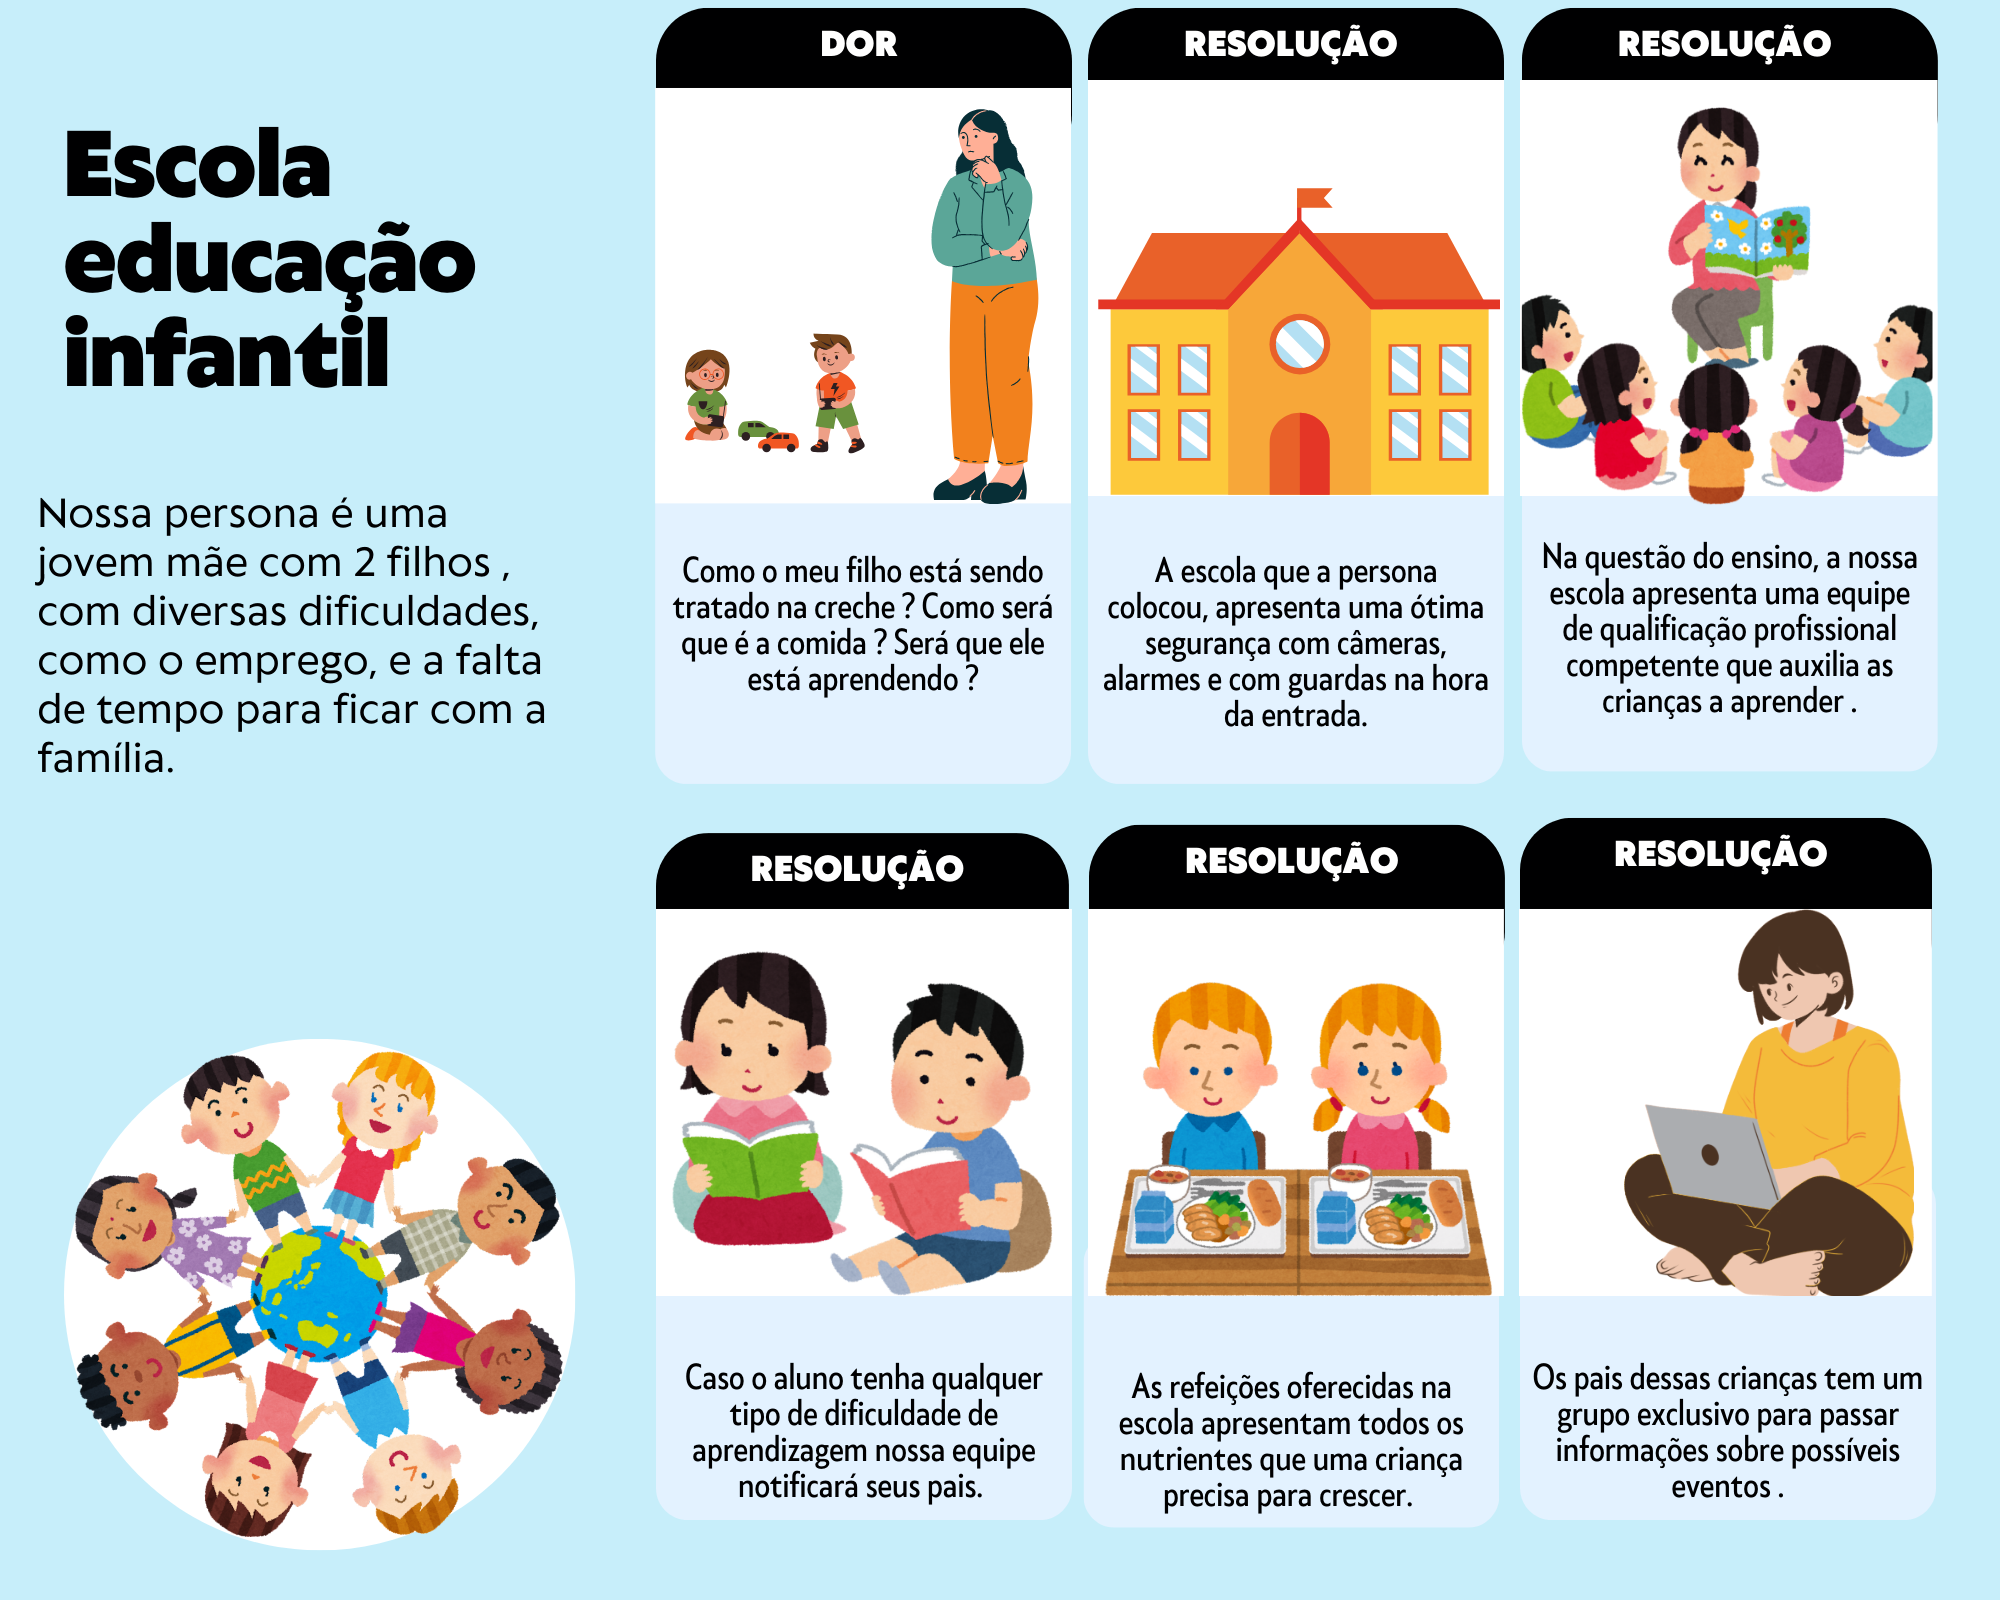 Escola
educação
infantil
Nossa persona é uma
jovem mãe com 2 filhos ,
com diversas dificuldades,
como o emprego, e a falta
de tempo para ficar com a
família.
DOR
Como o meu filho está sendo
tratado na creche ? Como será
que é a comida ? Será que ele
está aprendendo ?
RESOLUÇÃO
A escola que a persona
colocou, apresenta uma ótima
segurança com câmeras,
alarmes e com guardas na hora
da entrada.
RESOLUÇÃO
Na questão do ensino, a nossa
escola apresenta uma equipe
de qualificação profissional
competente que auxilia as
crianças a aprender .
RESOLUÇÃO
Caso o aluno tenha qualquer
tipo de dificuldade de
aprendizagem nossa equipe
notificará seus pais.
RESOLUÇÃO
As refeições oferecidas na
escola apresentam todos os
nutrientes que uma criança
precisa para crescer.
RESOLUÇÃO
Os pais dessas crianças tem um
grupo exclusivo para passar
informações sobre possíveis
eventos .